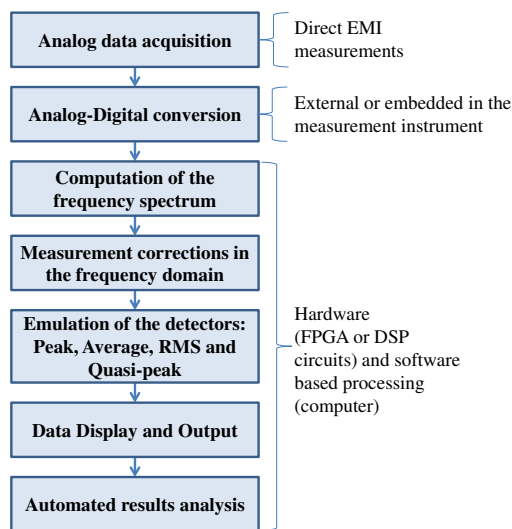 Analog data acquisition
Direct EMI
measurements
Analog-Digital conversion
External or embedded in the
measurement instrument
Computation of the
frequency spectrum
Measurement corrections in
the frequency domain
Emulation of the detectors:
Peak, Average, RMS and
Quasi-peak
Data Display and Output
Automated results analysis
Hardware
(FPGA or DSP
circuits) and software
based processing
(computer)